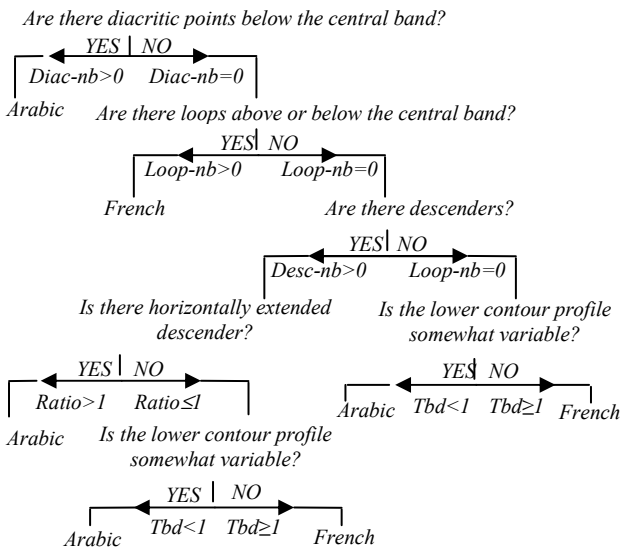 Are there diacritic points below the central band?
YES NO
Diac-nb>0 Diac-nb=0
Arabic Are there loops above or below the central band?
YES NO
Loop-nb>0 Loop-nb=0
French Are there descenders?
YES NO
Desc-nb>0 Loop-nb=0
Is there horizontally extended descender?
Is the lower contour profile somewhat variable?
YES NO
Ratio>1 Ratio≤1
Arabic
YES NO
Arabic Tbd<1 Tbd≥1 French
Is the lower contour profile
somewhat variable?
YES NO
Arabic Tbd<1 Tbd≥1 French